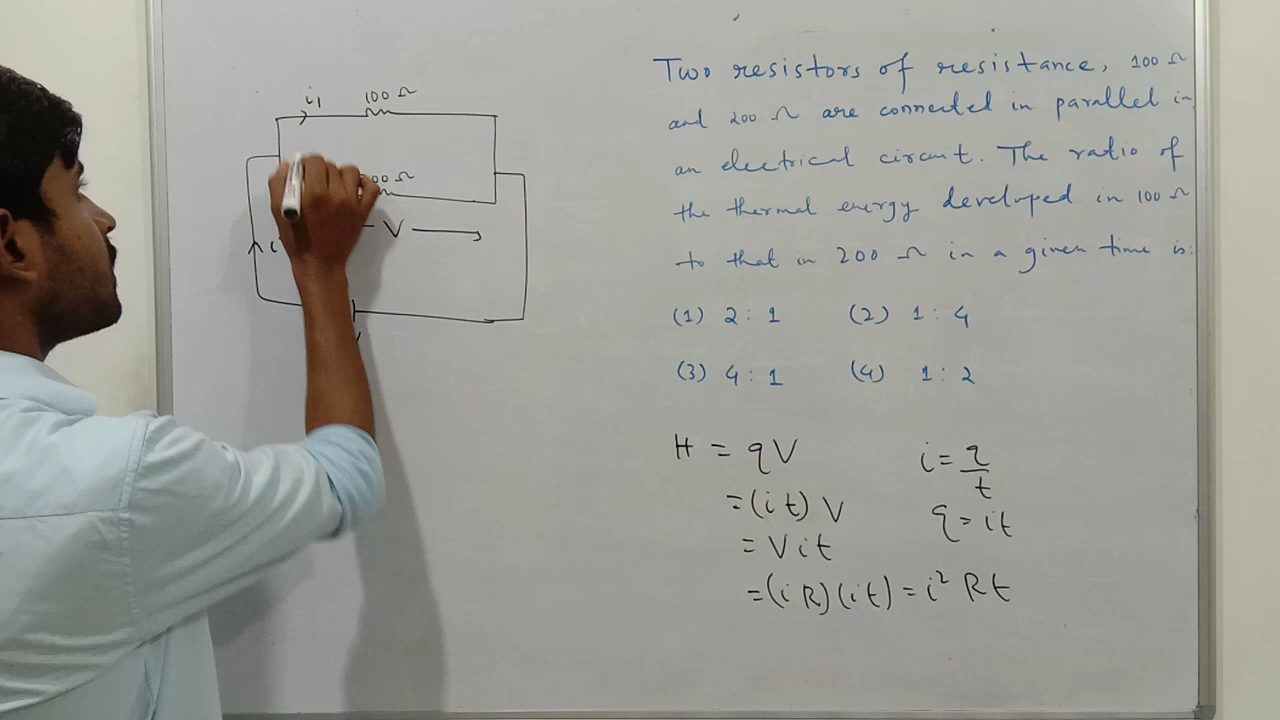 i₁
100 Ω
00 Ω
V
i
V
Two resistors of resistance, 100 Ω
and 200 Ω are connected in parallel in
an electrical circuit. The ratio of
the thermal energy developed in 100 Ω
to that in 200 Ω in a given time is:
(1) 2 : 1 (2) 1 : 4
(3) 4 : 1 (4) 1 : 2
H = qV
= (it) V
= Vit
= (iR)(it) = i² Rt
i = q/t
q = it